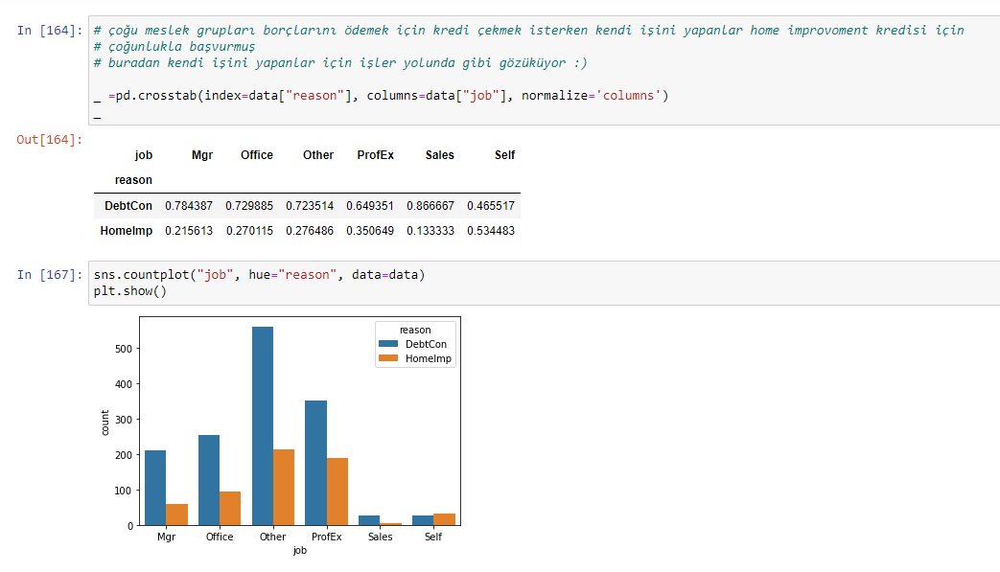 In [164]: # çoğu meslek grupları borçlarını ödemek için kredi çekmek isterken kendi işini yapanlar home improvoment kredisi için
# çoğunlukla başvurmuş
# buradan kendi işini yapanlar için işler yolunda gibi gözüküyor :)
_ =pd.crosstab(index=data["reason"], columns=data["job"], normalize='columns')
_
Out[164]:
job Mgr Office Other ProfEx Sales Self
reason
DebtCon 0.784387 0.729885 0.723514 0.649351 0.866667 0.465517
HomeImp 0.215613 0.270115 0.276486 0.350649 0.133333 0.534483
In [167]: sns.countplot("job", hue="reason", data=data)
plt.show()
reason
DebtCon
HomeImp
500
400
300
200
100
0
count
Mgr Office Other ProfEx Sales Self
job